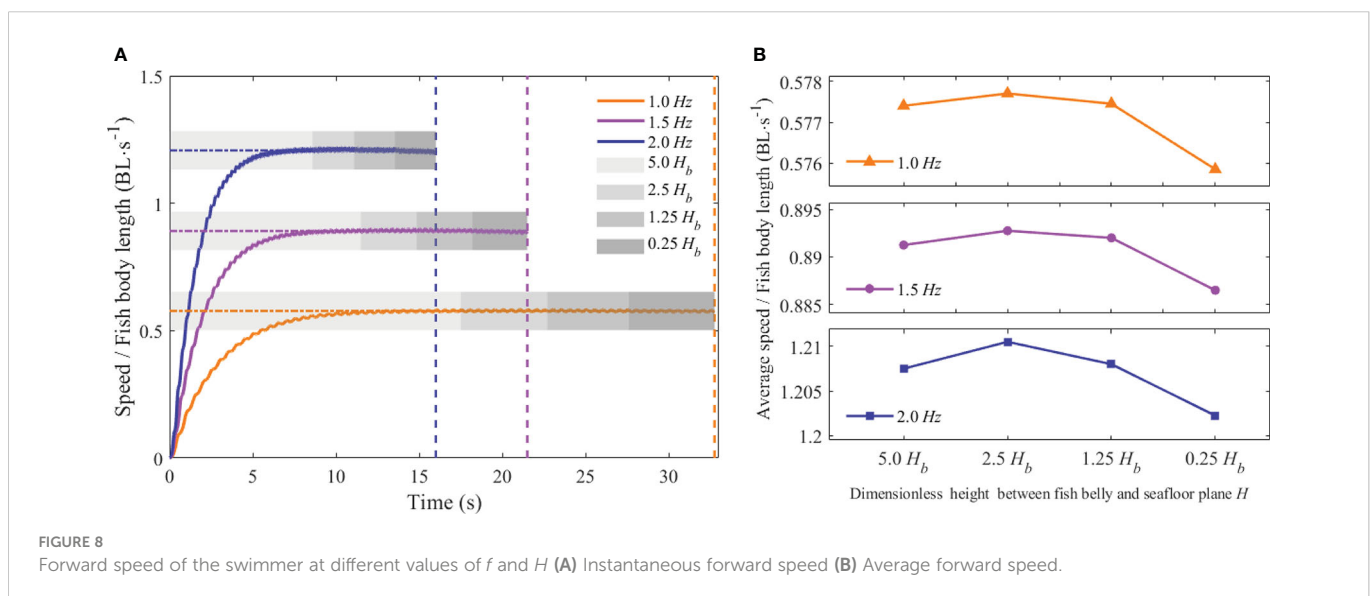 A
Speed / Fish body length (BL·s⁻¹)
1.5
1
0.5
0
0 5 10 15 20 25 30
Time (s)
1.0 Hz
1.5 Hz
2.0 Hz
5.0 H_b
2.5 H_b
1.25 H_b
0.25 H_b
B
Average speed / Fish body length (BL·s⁻¹)
0.578
0.577
0.576
1.0 Hz
0.895
0.89
0.885
1.5 Hz
1.21
1.205
1.2
2.0 Hz
5.0 H_b 2.5 H_b 1.25 H_b 0.25 H_b
Dimensionless height between fish belly and seafloor plane H
FIGURE 8
Forward speed of the swimmer at different values of f and H (A) Instantaneous forward speed (B) Average forward speed.